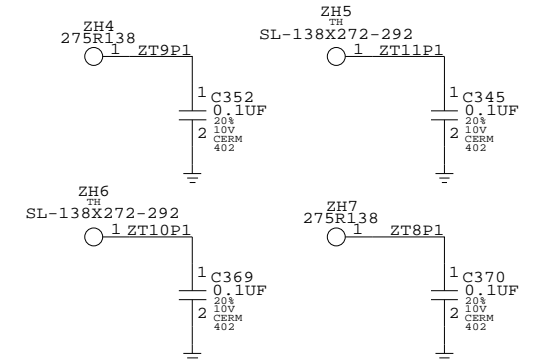 ZH4
275R138
1 ZT9P1
1 C352
0.1UF
20%
10V
2
CERM
402
ZH5
TH
SL-138X272-292
1 ZT11P1
1 C345
0.1UF
20%
10V
2
CERM
402
ZH6
TH
SL-138X272-292
1 ZT10P1
1 C369
0.1UF
20%
10V
2
CERM
402
ZH7
275R138
1 ZT8P1
1 C370
0.1UF
20%
10V
2
CERM
402